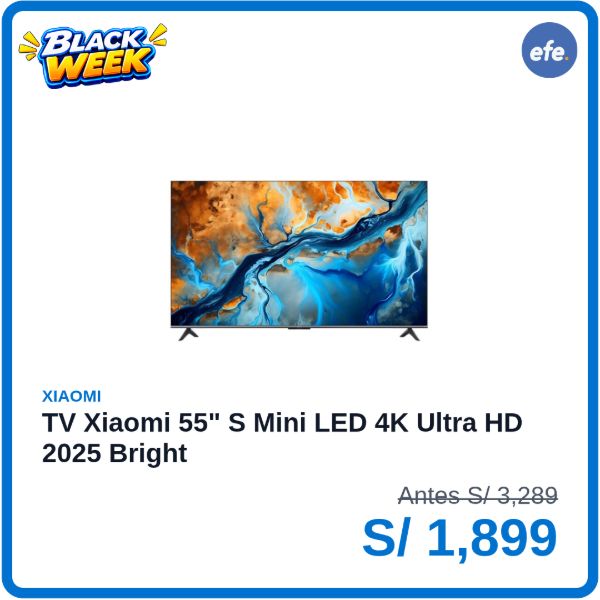 BLACK
WEEK
efe.
XIAOMI
TV Xiaomi 55" S Mini LED 4K Ultra HD
2025 Bright
Antes S/ 3,289
S/ 1,899